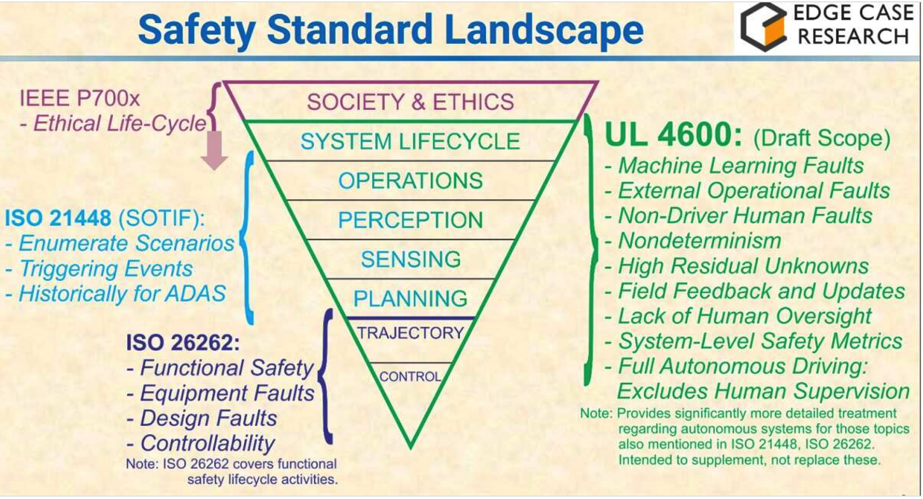 Safety Standard Landscape
EDGE CASE
RESEARCH
IEEE P700x
- Ethical Life-Cycle
ISO 21448 (SOTIF):
- Enumerate Scenarios
- Triggering Events
- Historically for ADAS
ISO 26262:
- Functional Safety
- Equipment Faults
- Design Faults
- Controllability
Note: ISO 26262 covers functional
safety lifecycle activities.
SOCIETY & ETHICS
SYSTEM LIFECYCLE
OPERATIONS
PERCEPTION
SENSING
PLANNING
TRAJECTORY
CONTROL
UL 4600: (Draft Scope)
- Machine Learning Faults
- External Operational Faults
- Non-Driver Human Faults
- Nondeterminism
- High Residual Unknowns
- Field Feedback and Updates
- Lack of Human Oversight
- System-Level Safety Metrics
- Full Autonomous Driving:
Excludes Human Supervision
Note: Provides significantly more detailed treatment
regarding autonomous systems for those topics
also mentioned in ISO 21448, ISO 26262.
Intended to supplement, not replace these.